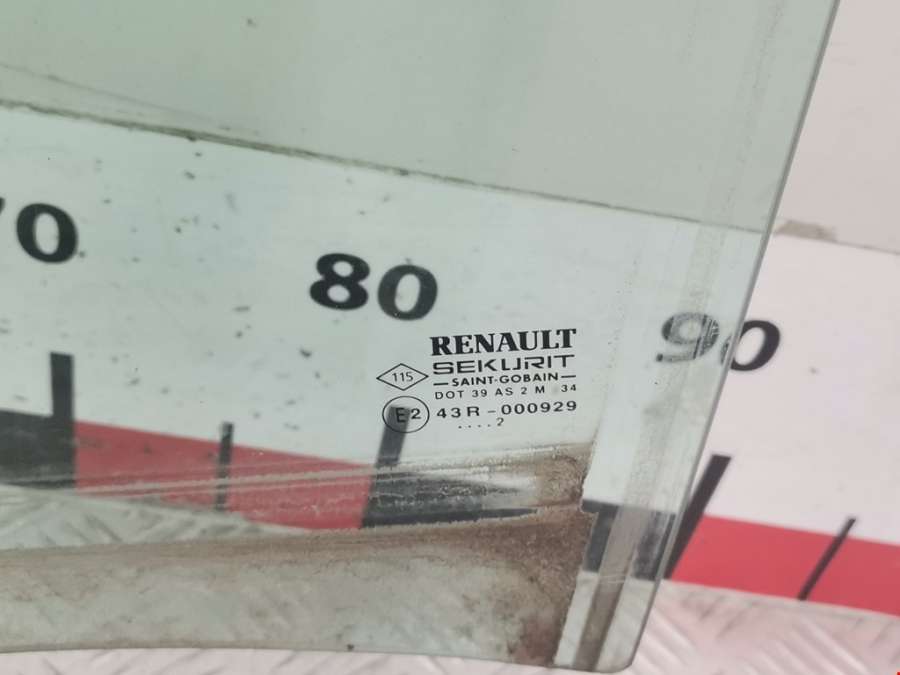 70
80
90
RENAULT
SEKURIT
115
SAINT-GOBAIN
DOT 39 AS 2 M 34
E2 43R-000929
....2